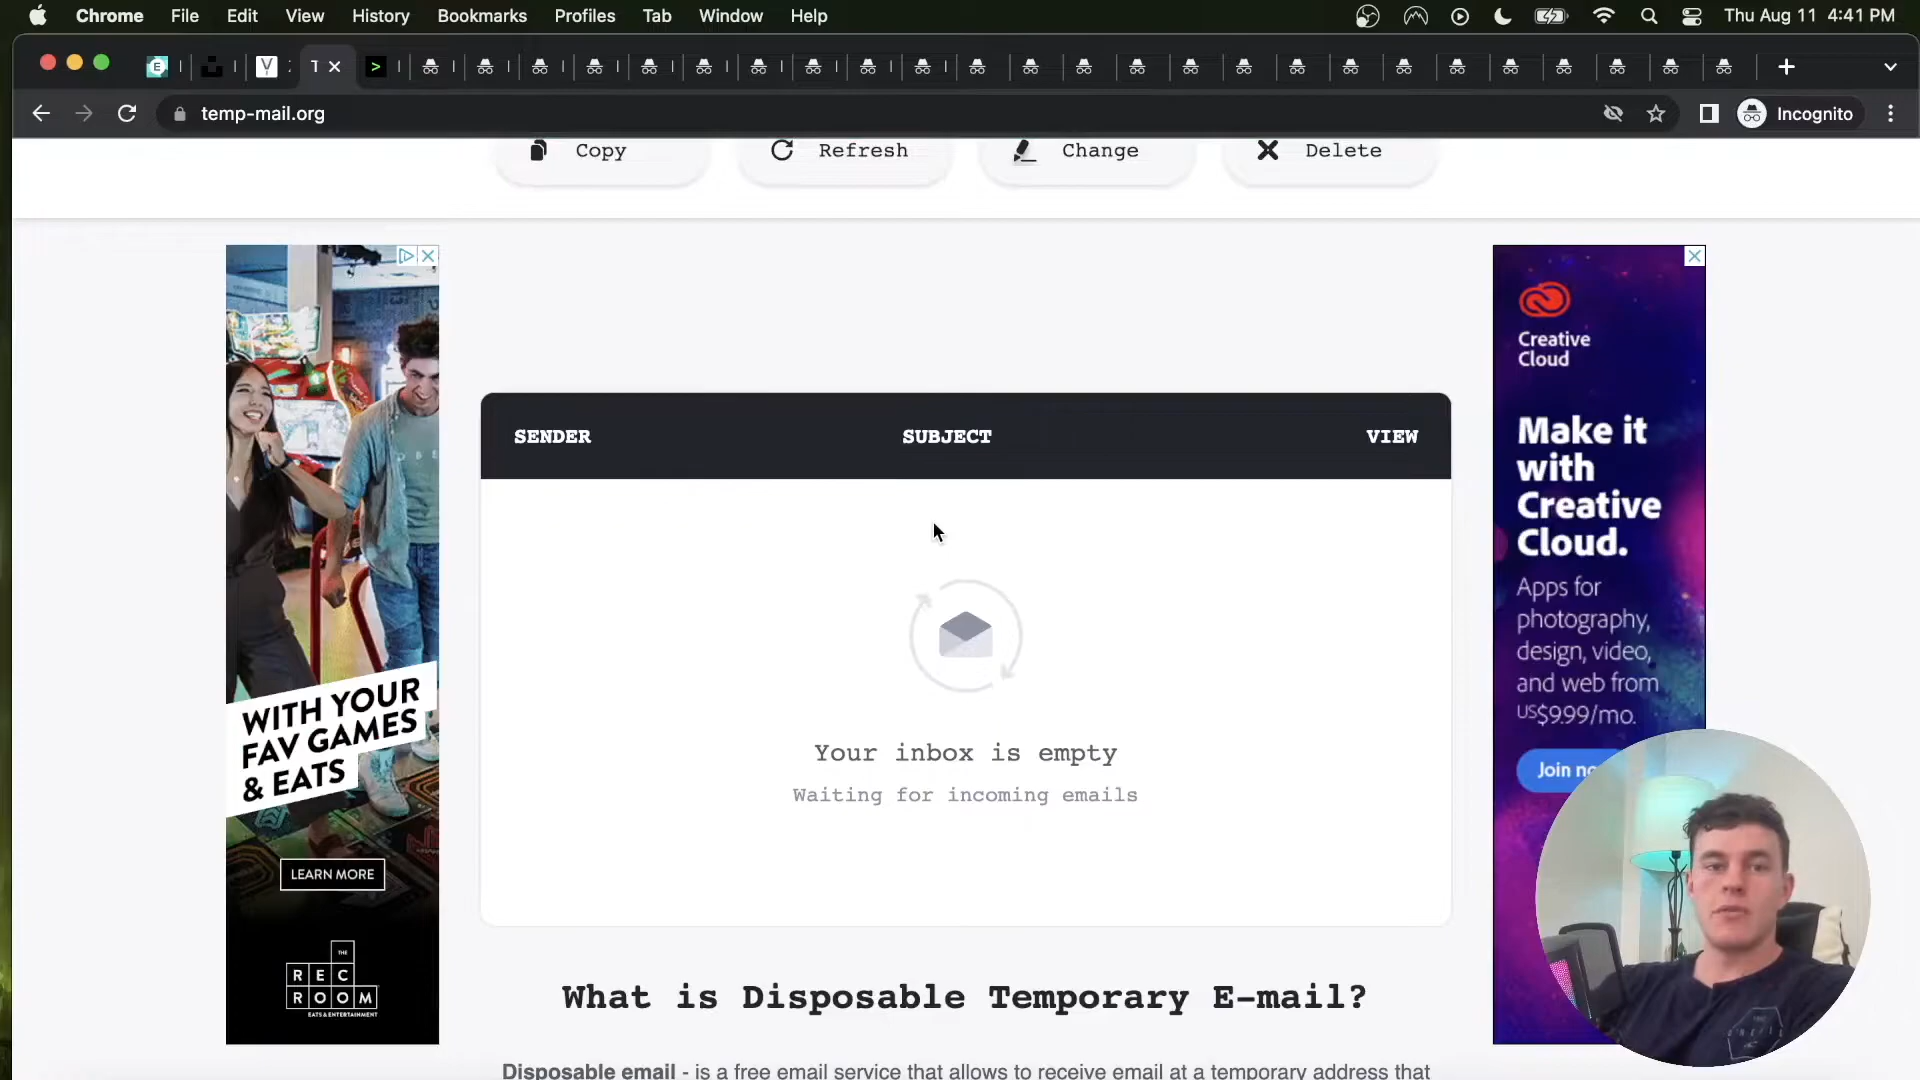 Chrome File Edit View History Bookmarks Profiles Tab Window Help Thu Aug 11 4:41 PM
temp-mail.org Incognito
Copy Refresh Change Delete
SENDER SUBJECT VIEW
Your inbox is empty
Waiting for incoming emails
What is Disposable Temporary E-mail?
Disposable email - is a free email service that allows to receive email at a temporary address that
WITH YOUR
FAV GAMES
& EATS
LEARN MORE
THE
REC
ROOM
EATS & ENTERTAINMENT
Creative
Cloud
Make it
with
Creative
Cloud.
Apps for
photography,
design, video,
and web from
US$9.99/mo.
Join